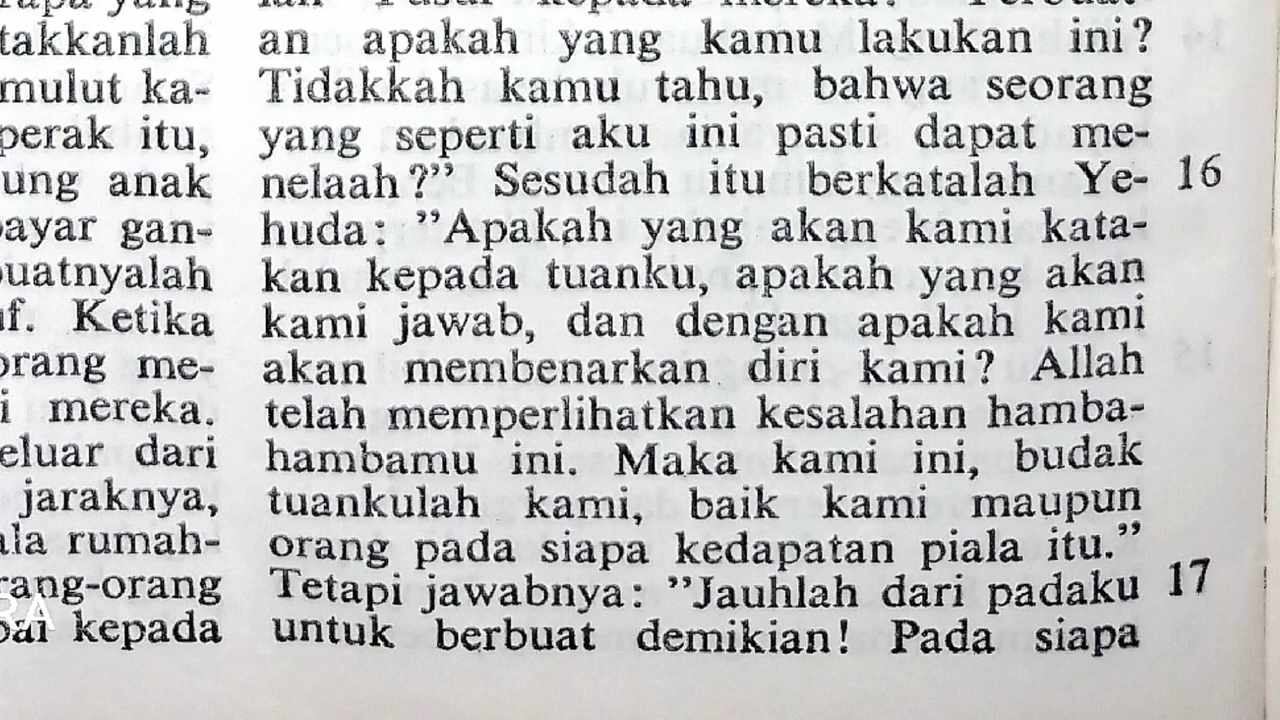 takkanlah
mulut ka-
perak itu,
ung anak
bayar gan-
buatnyalah
uf. Ketika
orang me-
i mereka.
eluar dari
jaraknya,
ala rumah-
rang-orang
kepada
an apakah yang kamu lakukan ini?
Tidakkah kamu tahu, bahwa seorang
yang seperti aku ini pasti dapat me-
nelaah?” Sesudah itu berkatalah Ye- 16
huda: ”Apakah yang akan kami kata-
kan kepada tuanku, apakah yang akan
kami jawab, dan dengan apakah kami
akan membenarkan diri kami? Allah
telah memperlihatkan kesalahan hamba-
hambamu ini. Maka kami ini, budak
tuankulah kami, baik kami maupun
orang pada siapa kedapatan piala itu.”
Tetapi jawabnya: ”Jauhlah dari padaku 17
untuk berbuat demikian! Pada siapa